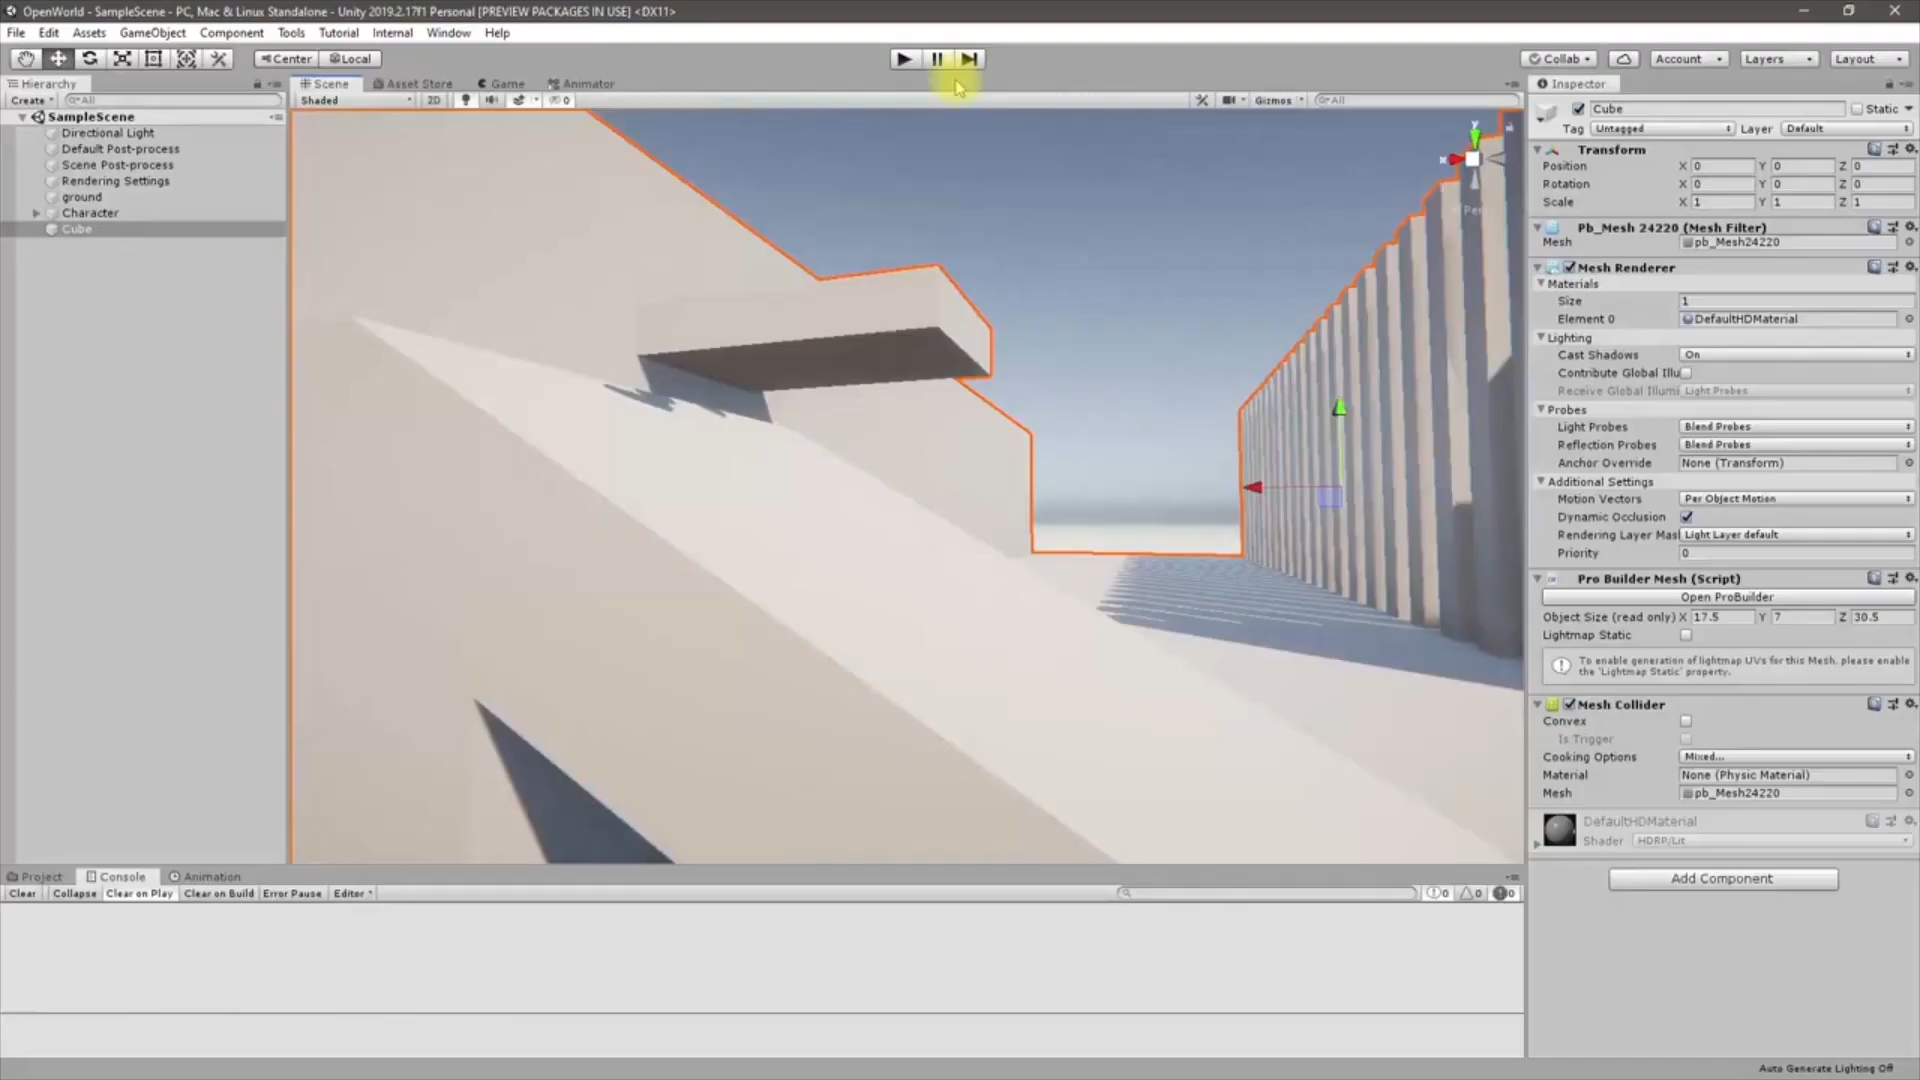 OpenWorld - SampleScene - PC, Mac & Linux Standalone - Unity 2019.2.17f1 Personal [PREVIEW PACKAGES IN USE] <DX11>
File Edit Assets GameObject Component Tools Tutorial Internal Window Help
Center Local Collab Account Layers Layout
Hierarchy Scene Asset Store Game Animator Inspector
Create All Shaded 2D 0 Gizmos All
SampleScene
Directional Light
Default Post-process
Scene Post-process
Rendering Settings
ground
Character
Cube
y
x
Cube Static
Tag Untagged Layer Default
Transform
Position X 0 Y 0 Z 0
Rotation X 0 Y 0 Z 0
Scale X 1 Y 1 Z 1
Pb_Mesh 24220 (Mesh Filter)
Mesh pb_Mesh24220
Mesh Renderer
Materials
Size 1
Element 0 DefaultHDMaterial
Lighting
Cast Shadows On
Contribute Global Illu
Receive Global Illumi Light Probes
Probes
Light Probes Blend Probes
Reflection Probes Blend Probes
Anchor Override None (Transform)
Additional Settings
Motion Vectors Per Object Motion
Dynamic Occlusion
Rendering Layer Mas Light Layer default
Priority 0
Pro Builder Mesh (Script)
Open ProBuilder
Object Size (read only) X 17.5 Y 7 Z 30.5
Lightmap Static
To enable generation of lightmap UVs for this Mesh, please enable
the 'Lightmap Static' property.
Mesh Collider
Convex
Is Trigger
Cooking Options Mixed...
Material None (Physic Material)
Mesh pb_Mesh24220
DefaultHDMaterial
Shader HDRP/Lit
Add Component
Project Console Animation
Clear Collapse Clear on Play Clear on Build Error Pause Editor 0 0 0
Auto Generate Lighting Off